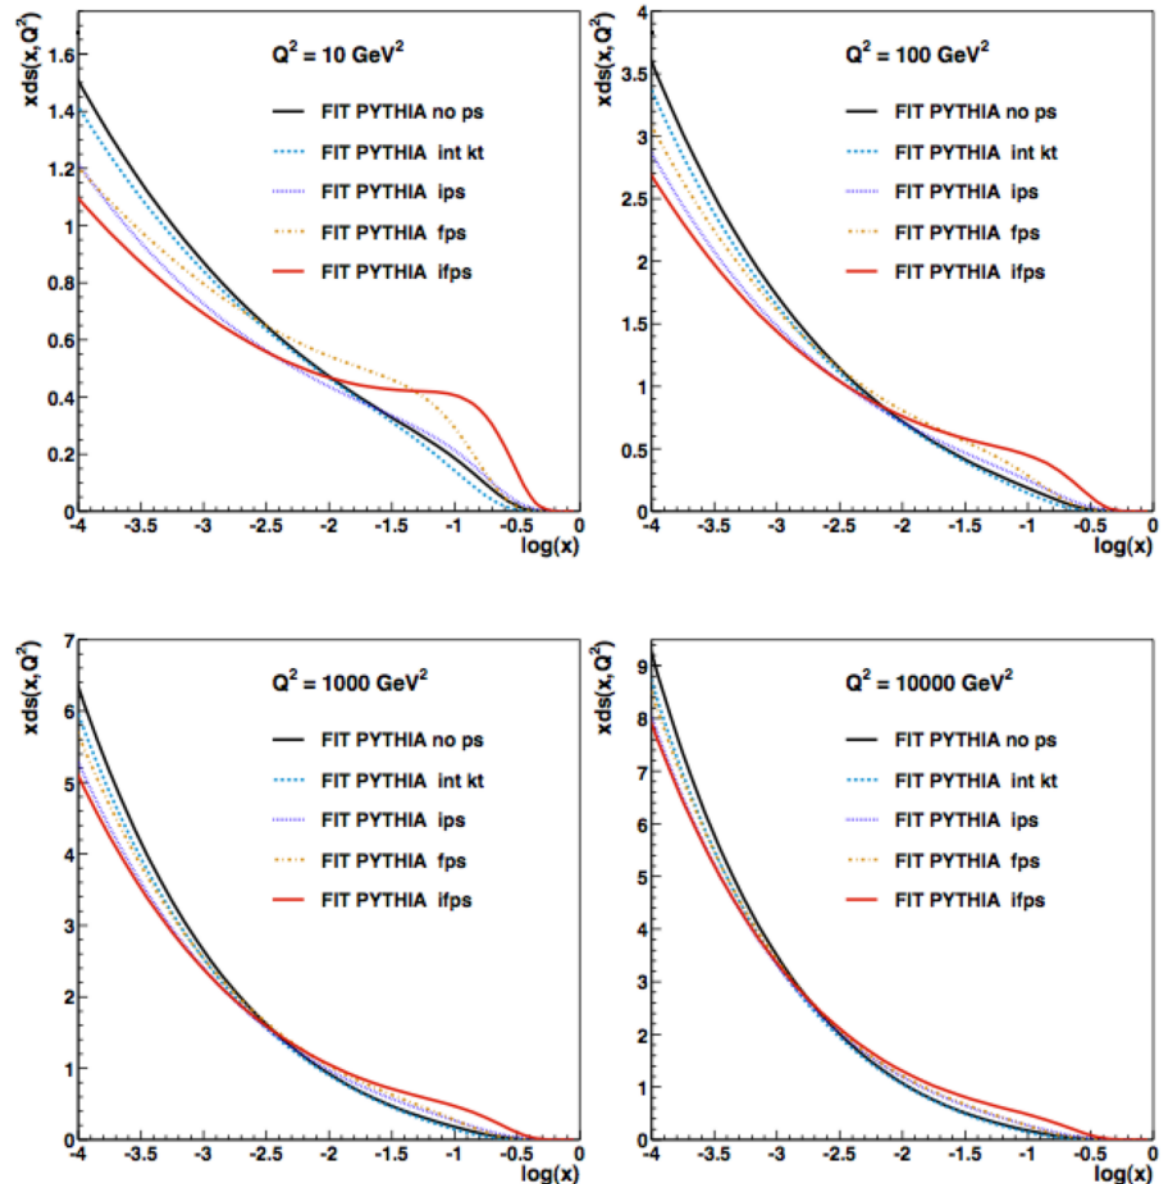 xds(x,Q²)
Q² = 10 GeV²
FIT PYTHIA no ps
FIT PYTHIA int kt
FIT PYTHIA ips
FIT PYTHIA fps
FIT PYTHIA ifps
1.6
1.4
1.2
1
0.8
0.6
0.4
0.2
0
-4 -3.5 -3 -2.5 -2 -1.5 -1 -0.5 0
log(x)
xds(x,Q²)
Q² = 100 GeV²
FIT PYTHIA no ps
FIT PYTHIA int kt
FIT PYTHIA ips
FIT PYTHIA fps
FIT PYTHIA ifps
4
3.5
3
2.5
2
1.5
1
0.5
0
-4 -3.5 -3 -2.5 -2 -1.5 -1 -0.5 0
log(x)
xds(x,Q²)
Q² = 1000 GeV²
FIT PYTHIA no ps
FIT PYTHIA int kt
FIT PYTHIA ips
FIT PYTHIA fps
FIT PYTHIA ifps
7
6
5
4
3
2
1
0
-4 -3.5 -3 -2.5 -2 -1.5 -1 -0.5 0
log(x)
xds(x,Q²)
Q² = 10000 GeV²
FIT PYTHIA no ps
FIT PYTHIA int kt
FIT PYTHIA ips
FIT PYTHIA fps
FIT PYTHIA ifps
9
8
7
6
5
4
3
2
1
0
-4 -3.5 -3 -2.5 -2 -1.5 -1 -0.5 0
log(x)